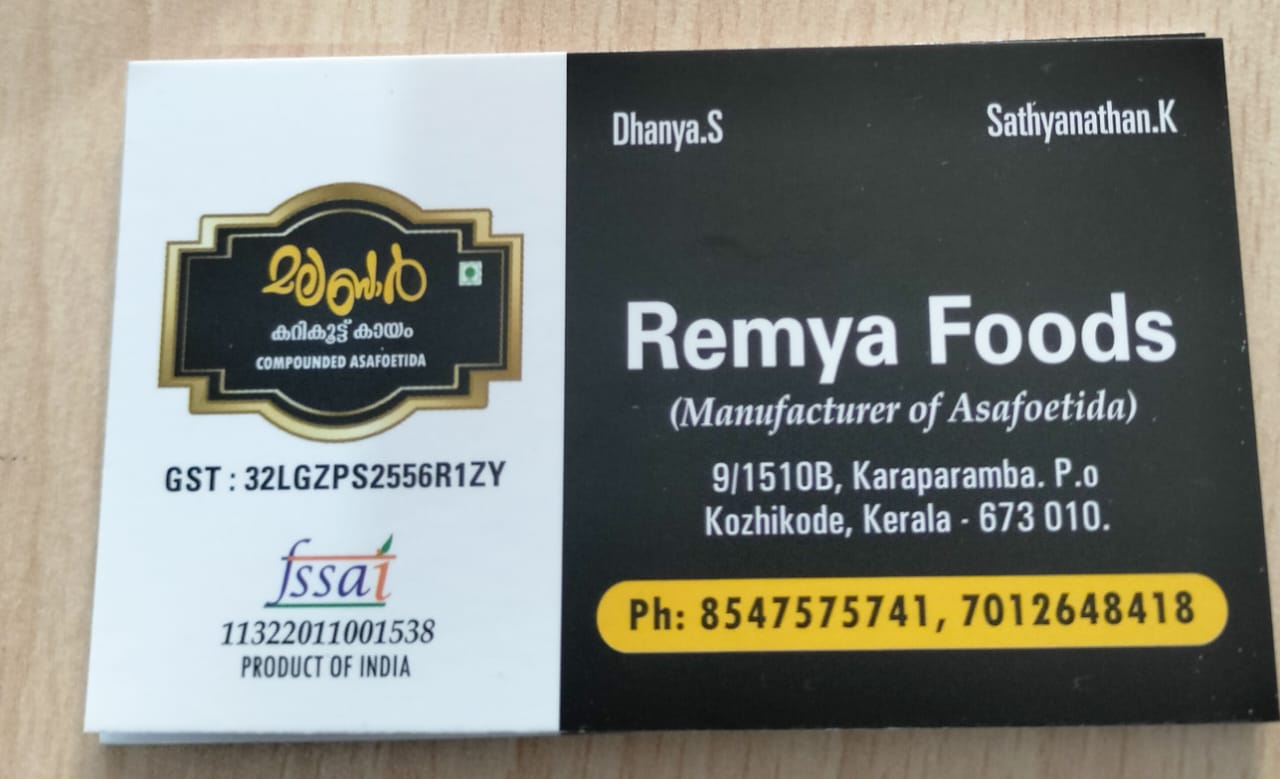 മലബാർ
കറികൂട്ട് കായം
COMPOUNDED ASAFOETIDA
GST : 32LGZPS2556R1ZY
fssai
11322011001538
PRODUCT OF INDIA
Dhanya.S
Sathyanathan.K
Remya Foods
(Manufacturer of Asafoetida)
9/1510B, Karaparamba. P.o
Kozhikode, Kerala - 673 010.
Ph: 8547575741, 7012648418